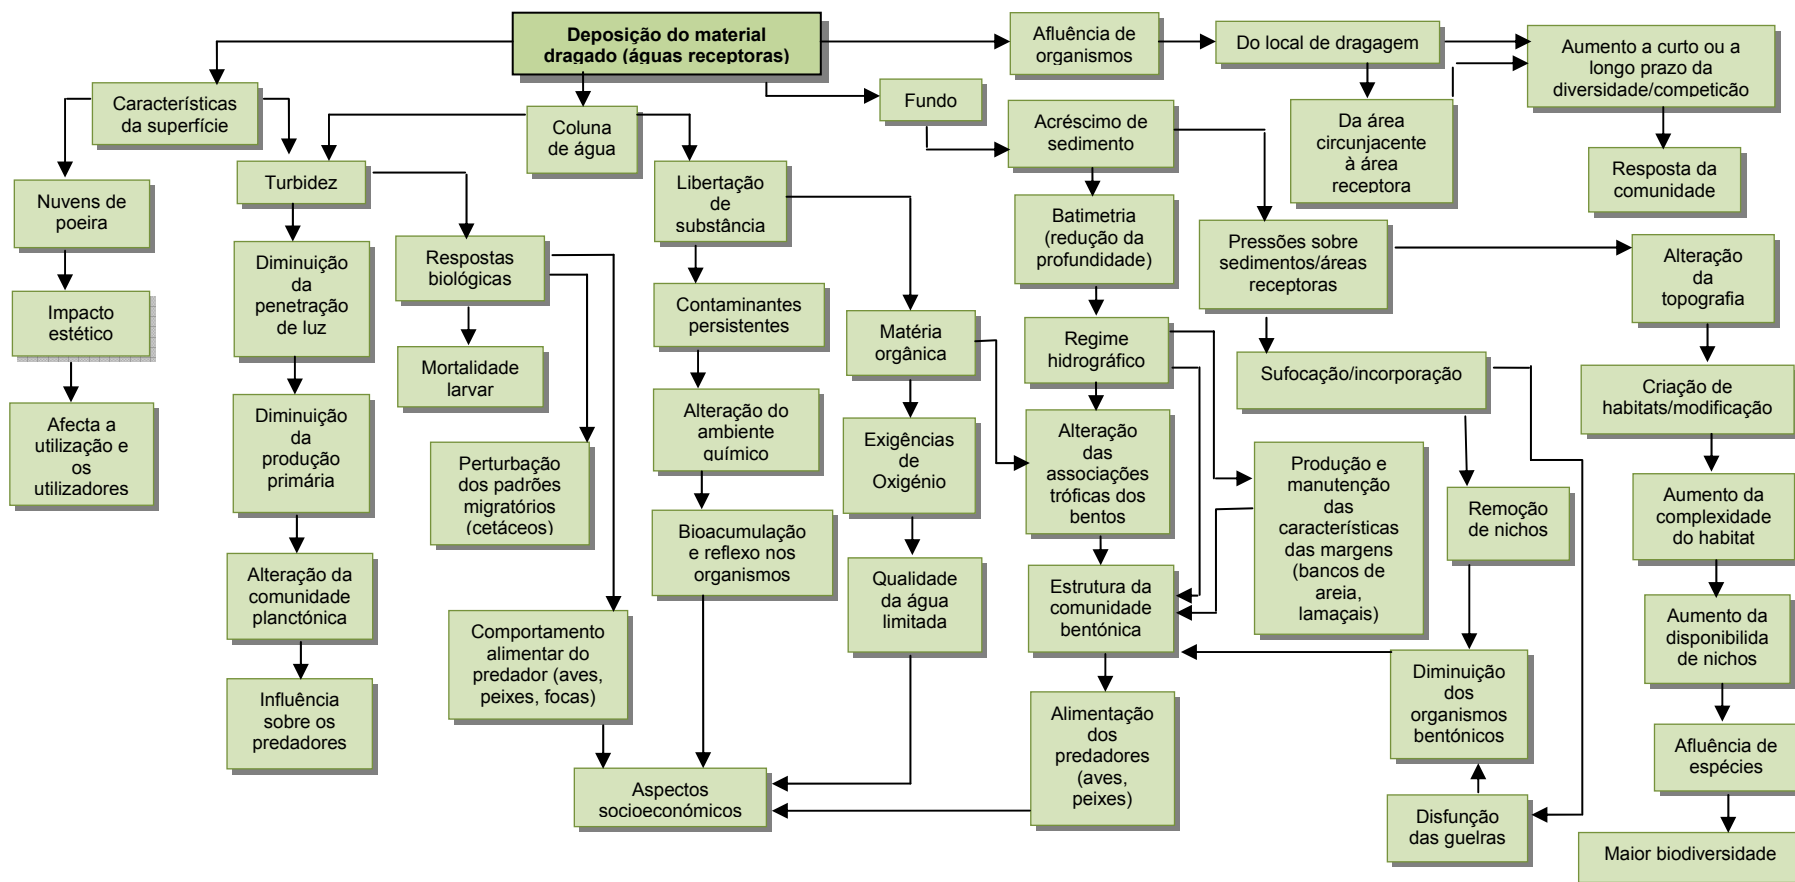 Deposição do material
dragado (águas receptoras)
Afluência de
organismos
Do local de dragagem
Aumento a curto ou a
longo prazo da
diversidade/competição
Características
da superfície
Coluna
de água
Fundo
Acréscimo de
sedimento
Da área
circunjacente
à área
receptora
Resposta da
comunidade
Nuvens de
poeira
Turbidez
Libertação
de
substância
Batimetria
(redução da
profundidade)
Pressões sobre
sedimentos/áreas
receptoras
Alteração
da
topografia
Diminuição
da
penetração
de luz
Respostas
biológicas
Impacto
estético
Contaminantes
persistentes
Matéria
orgânica
Regime
hidrográfico
Sufocação/incorporação
Mortalidade
larvar
Criação de
habitats/modificação
Afecta a
utilização e
os
utilizadores
Diminuição
da
produção
primária
Alteração do
ambiente
químico
Exigências
de
Oxigénio
Alteração
das
associações
tróficas dos
bentos
Produção e
manutenção
das
características
das margens
(bancos de
areia,
lamaçais)
Perturbação
dos padrões
migratórios
(cetáceos)
Remoção
de nichos
Aumento da
complexidade
do habitat
Bioacumulação
e reflexo nos
organismos
Alteração da
comunidade
planctónica
Qualidade
da água
limitada
Estrutura da
comunidade
bentónica
Aumento da
disponibilida
de nichos
Comportamento
alimentar do
predador (aves,
peixes, focas)
Diminuição
dos
organismos
bentónicos
Influência
sobre os
predadores
Alimentação
dos
predadores
(aves,
peixes)
Afluência de
espécies
Aspectos
socioeconómicos
Disfunção
das guelras
Maior biodiversidade